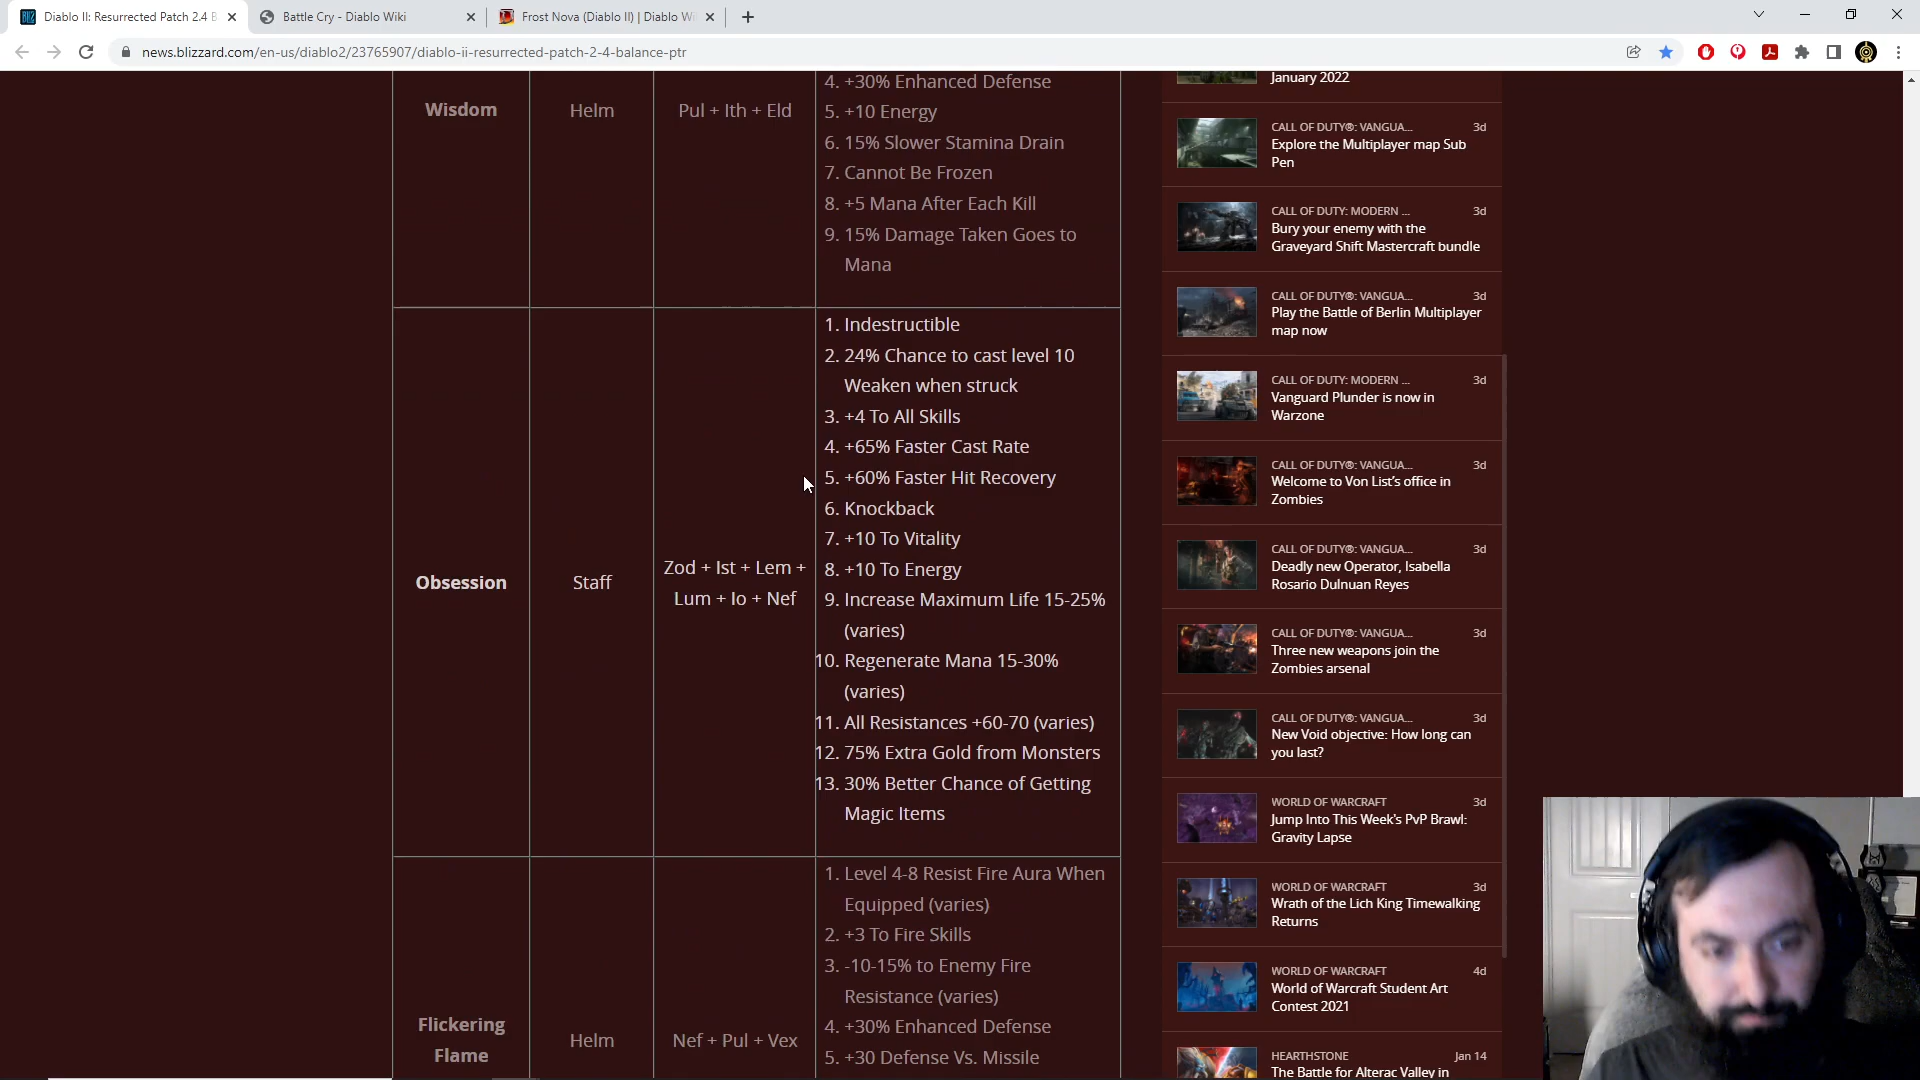 Diablo II: Resurrected Patch 2.4 B
Battle Cry - Diablo Wiki
Frost Nova (Diablo II) | Diablo Wi
news.blizzard.com/en-us/diablo2/23765907/diablo-ii-resurrected-patch-2-4-balance-ptr
Wisdom
Helm
Pul + Ith + Eld
4. +30% Enhanced Defense
5. +10 Energy
6. 15% Slower Stamina Drain
7. Cannot Be Frozen
8. +5 Mana After Each Kill
9. 15% Damage Taken Goes to
Mana
Obsession
Staff
Zod + Ist + Lem +
Lum + Io + Nef
1. Indestructible
2. 24% Chance to cast level 10
Weaken when struck
3. +4 To All Skills
4. +65% Faster Cast Rate
5. +60% Faster Hit Recovery
6. Knockback
7. +10 To Vitality
8. +10 To Energy
9. Increase Maximum Life 15-25%
(varies)
10. Regenerate Mana 15-30%
(varies)
11. All Resistances +60-70 (varies)
12. 75% Extra Gold from Monsters
13. 30% Better Chance of Getting
Magic Items
Flickering
Flame
Helm
Nef + Pul + Vex
1. Level 4-8 Resist Fire Aura When
Equipped (varies)
2. +3 To Fire Skills
3. -10-15% to Enemy Fire
Resistance (varies)
4. +30% Enhanced Defense
5. +30 Defense Vs. Missile
January 2022
CALL OF DUTY®: VANGUA... 3d
Explore the Multiplayer map Sub
Pen
CALL OF DUTY: MODERN ... 3d
Bury your enemy with the
Graveyard Shift Mastercraft bundle
CALL OF DUTY®: VANGUA... 3d
Play the Battle of Berlin Multiplayer
map now
CALL OF DUTY: MODERN ... 3d
Vanguard Plunder is now in
Warzone
CALL OF DUTY®: VANGUA... 3d
Welcome to Von List's office in
Zombies
CALL OF DUTY®: VANGUA... 3d
Deadly new Operator, Isabella
Rosario Dulnuan Reyes
CALL OF DUTY®: VANGUA... 3d
Three new weapons join the
Zombies arsenal
CALL OF DUTY®: VANGUA... 3d
New Void objective: How long can
you last?
WORLD OF WARCRAFT 3d
Jump Into This Week's PvP Brawl:
Gravity Lapse
WORLD OF WARCRAFT 3d
Wrath of the Lich King Timewalking
Returns
WORLD OF WARCRAFT 4d
World of Warcraft Student Art
Contest 2021
HEARTHSTONE Jan 14
The Battle for Alterac Valley in